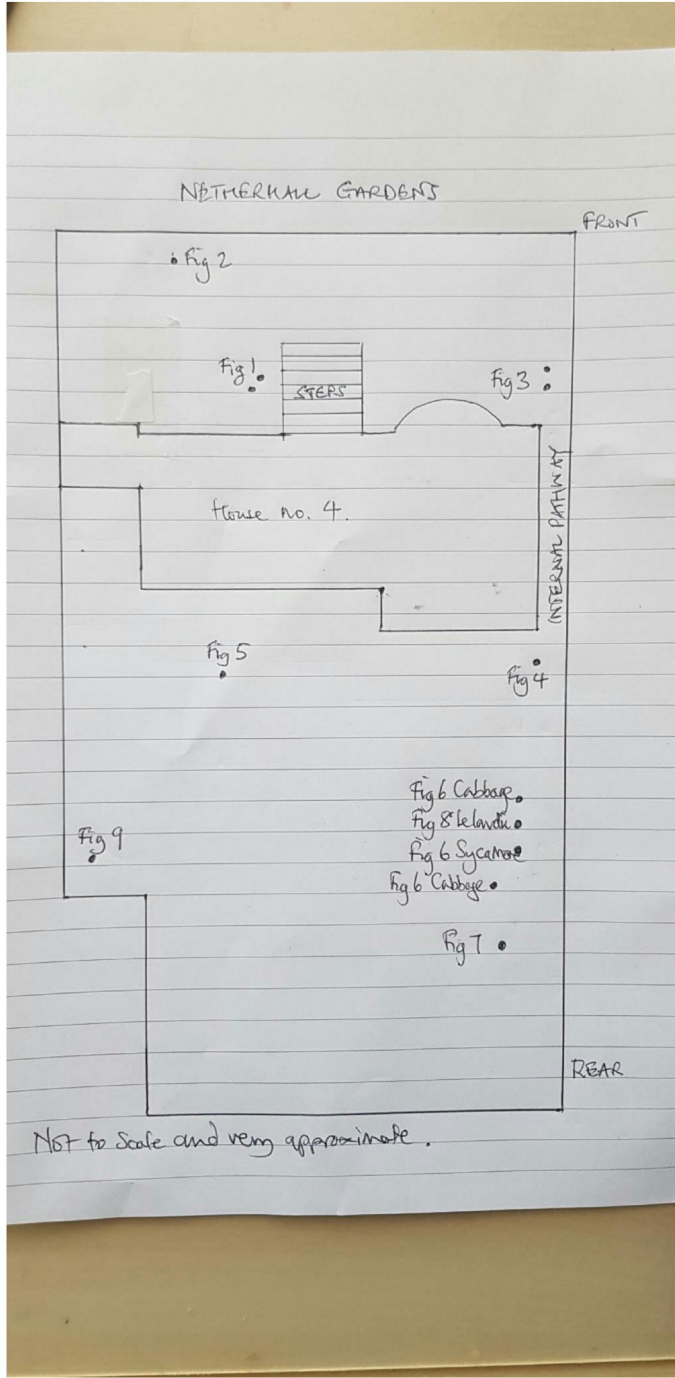 NETHERHALL GARDENS
FRONT
Fig 2
Fig 1
STEPS
Fig 3
INTERNAL PATHWAY
House no. 4.
Fig 5
Fig 4
Fig 6 Cabbage
Fig 8 Lelandii
Fig 6 Sycamore
Fig 6 Cabbage
Fig 9
Fig 7
REAR
Not to Scale and very approximate.